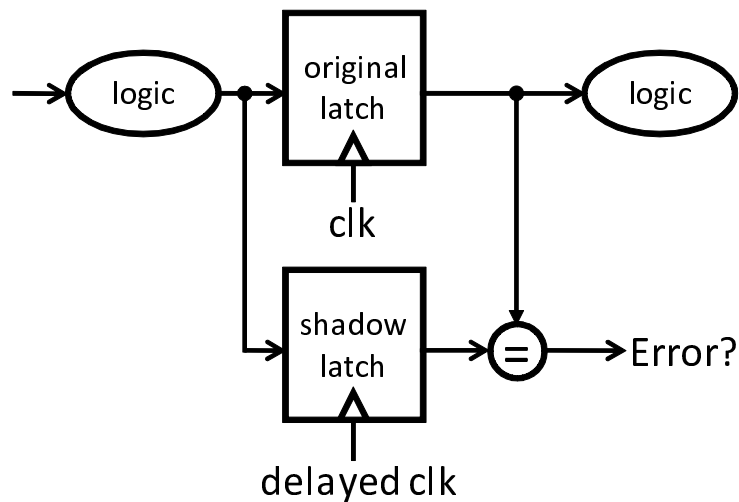 logic
original
latch
logic
clk
shadow
latch
=
Error?
delayed clk